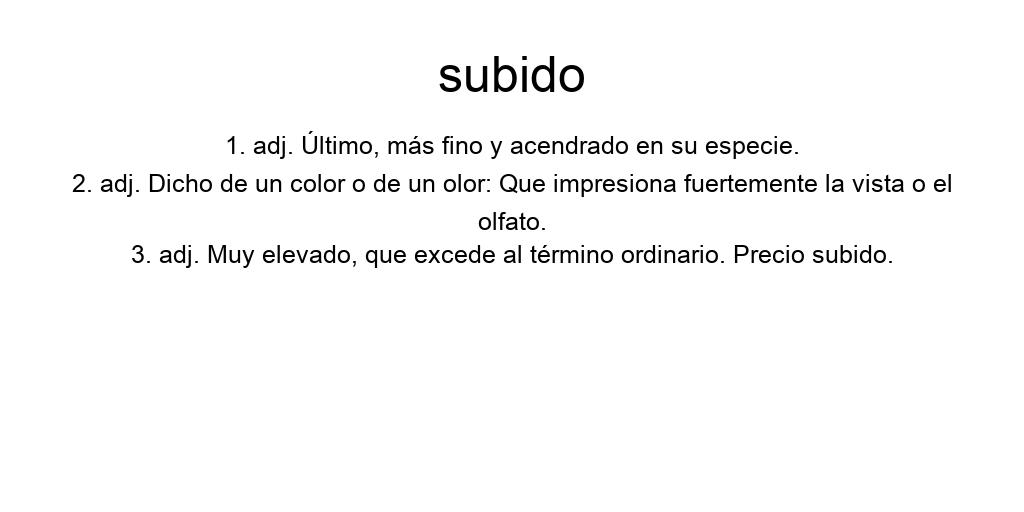 subido
1. adj. Último, más fino y acendrado en su especie.
2. adj. Dicho de un color o de un olor: Que impresiona fuertemente la vista o el
olfato.
3. adj. Muy elevado, que excede al término ordinario. Precio subido.